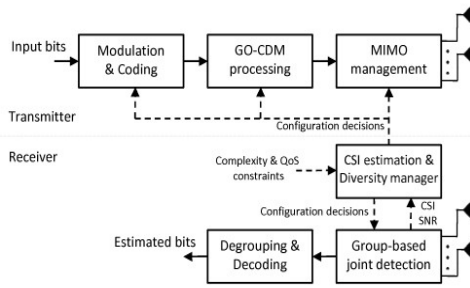 Input bits
Modulation
& Coding
GO-CDM
processing
MIMO
management
Transmitter
Configuration decisions
Receiver
Complexity & QoS
constraints
CSI estimation &
Diversity manager
Configuration decisions
CSI
SNR
Estimated bits
Degrouping &
Decoding
Group-based
joint detection